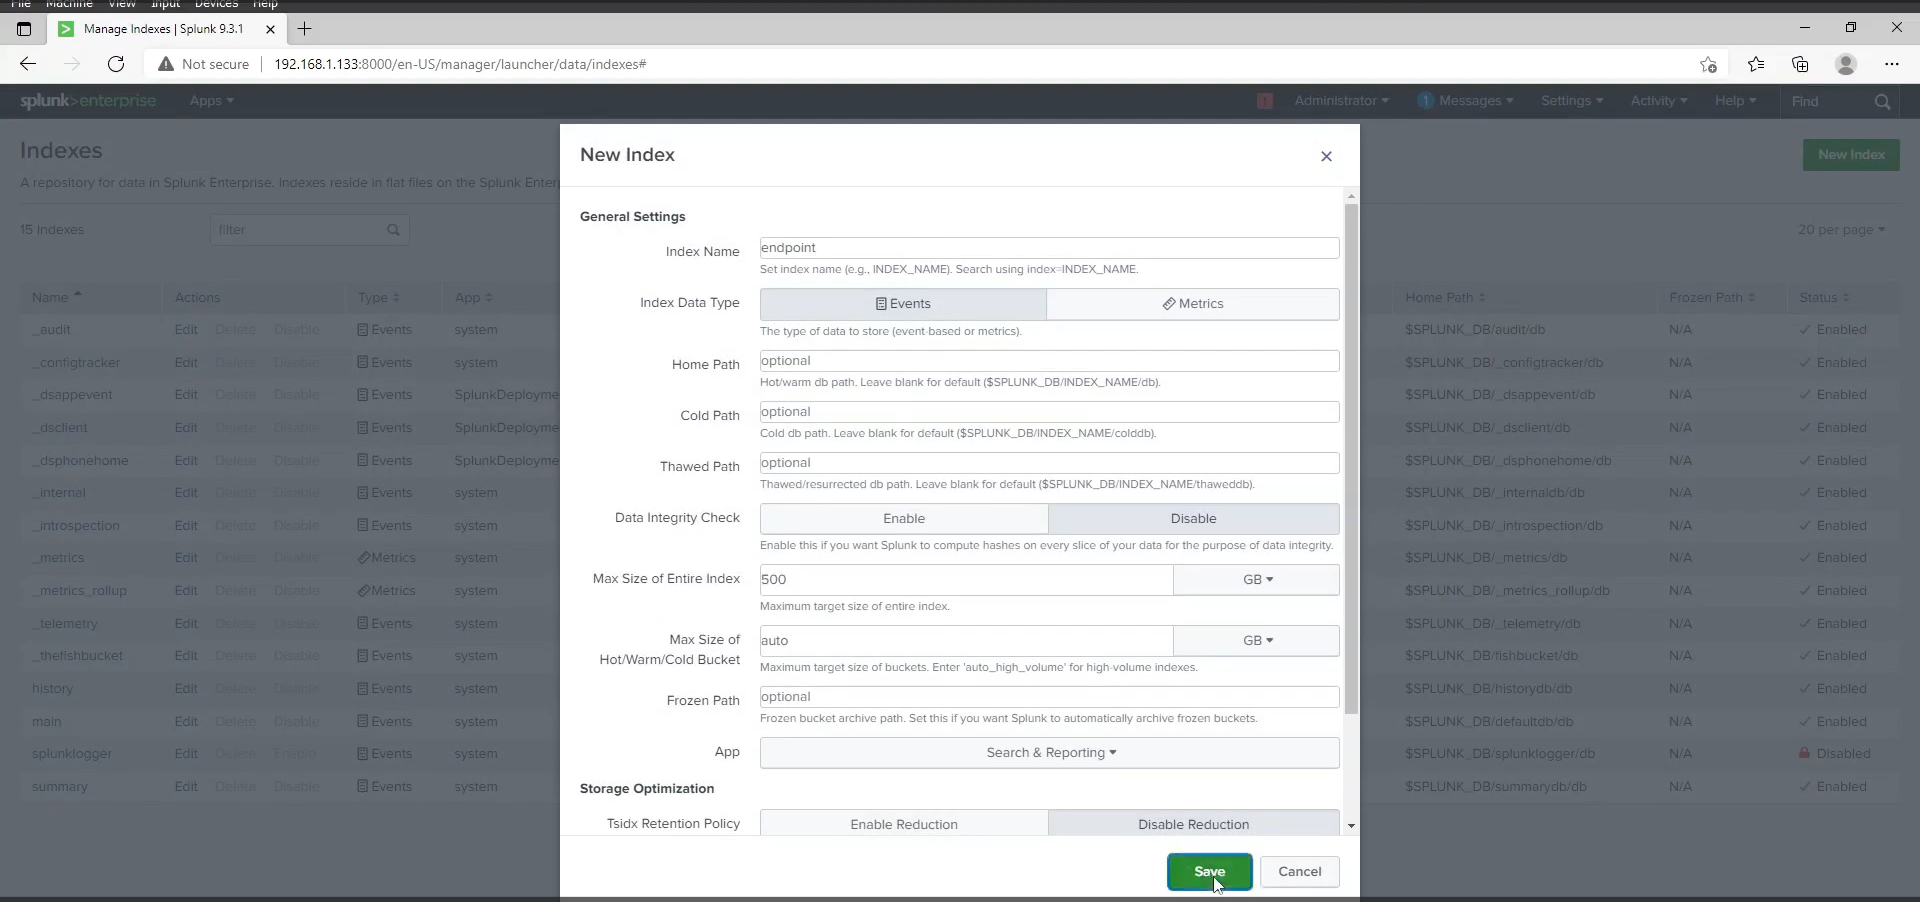 File Machine View Input Devices Help
Manage Indexes | Splunk 9.3.1
Not secure 192.168.1.133:8000/en-US/manager/launcher/data/indexes#
splunk>enterprise Apps Administrator 1 Messages Settings Activity Help Find
Indexes
New Index
A repository for data in Splunk Enterprise. Indexes reside in flat files on the Splunk
15 Indexes filter 20 per page
Name Actions Type App Home Path Frozen Path Status
_audit Edit Delete Disable Events system $SPLUNK_DB/audit/db N/A Enabled
_configtracker Edit Delete Disable Events system $SPLUNK_DB/_configtracker/db N/A Enabled
_dsappevent Edit Delete Disable Events SplunkDeployme $SPLUNK_DB/_dsappevent/db N/A Enabled
_dsclient Edit Delete Disable Events SplunkDeployme $SPLUNK_DB/_dsclient/db N/A Enabled
_dsphonehome Edit Delete Disable Events SplunkDeployme $SPLUNK_DB/_dsphonehome/db N/A Enabled
_internal Edit Delete Disable Events system $SPLUNK_DB/_internaldb/db N/A Enabled
_introspection Edit Delete Disable Events system $SPLUNK_DB/_introspection/db N/A Enabled
_metrics Edit Delete Disable Metrics system $SPLUNK_DB/_metrics/db N/A Enabled
_metrics_rollup Edit Delete Disable Metrics system $SPLUNK_DB/_metrics_rollup/db N/A Enabled
_telemetry Edit Delete Disable Events system $SPLUNK_DB/_telemetry/db N/A Enabled
_thefishbucket Edit Delete Disable Events system $SPLUNK_DB/fishbucket/db N/A Enabled
history Edit Delete Disable Events system $SPLUNK_DB/historydb/db N/A Enabled
main Edit Delete Disable Events system $SPLUNK_DB/defaultdb/db N/A Enabled
splunklogger Edit Delete Enable Events system $SPLUNK_DB/splunklogger/db N/A Disabled
summary Edit Delete Disable Events system $SPLUNK_DB/summarydb/db N/A Enabled
New Index
General Settings
Index Name endpoint
Set index name (e.g., INDEX_NAME). Search using index=INDEX_NAME.
Index Data Type Events Metrics
The type of data to store (event-based or metrics).
Home Path optional
Hot/warm db path. Leave blank for default ($SPLUNK_DB/INDEX_NAME/db).
Cold Path optional
Cold db path. Leave blank for default ($SPLUNK_DB/INDEX_NAME/colddb).
Thawed Path optional
Thawed/resurrected db path. Leave blank for default ($SPLUNK_DB/INDEX_NAME/thaweddb).
Data Integrity Check Enable Disable
Enable this if you want Splunk to compute hashes on every slice of your data for the purpose of data integrity.
Max Size of Entire Index 500 GB
Maximum target size of entire index.
Max Size of
Hot/Warm/Cold Bucket auto GB
Maximum target size of buckets. Enter 'auto_high_volume' for high-volume indexes.
Frozen Path optional
Frozen bucket archive path. Set this if you want Splunk to automatically archive frozen buckets.
App Search & Reporting
Storage Optimization
Tsidx Retention Policy Enable Reduction Disable Reduction
Save Cancel